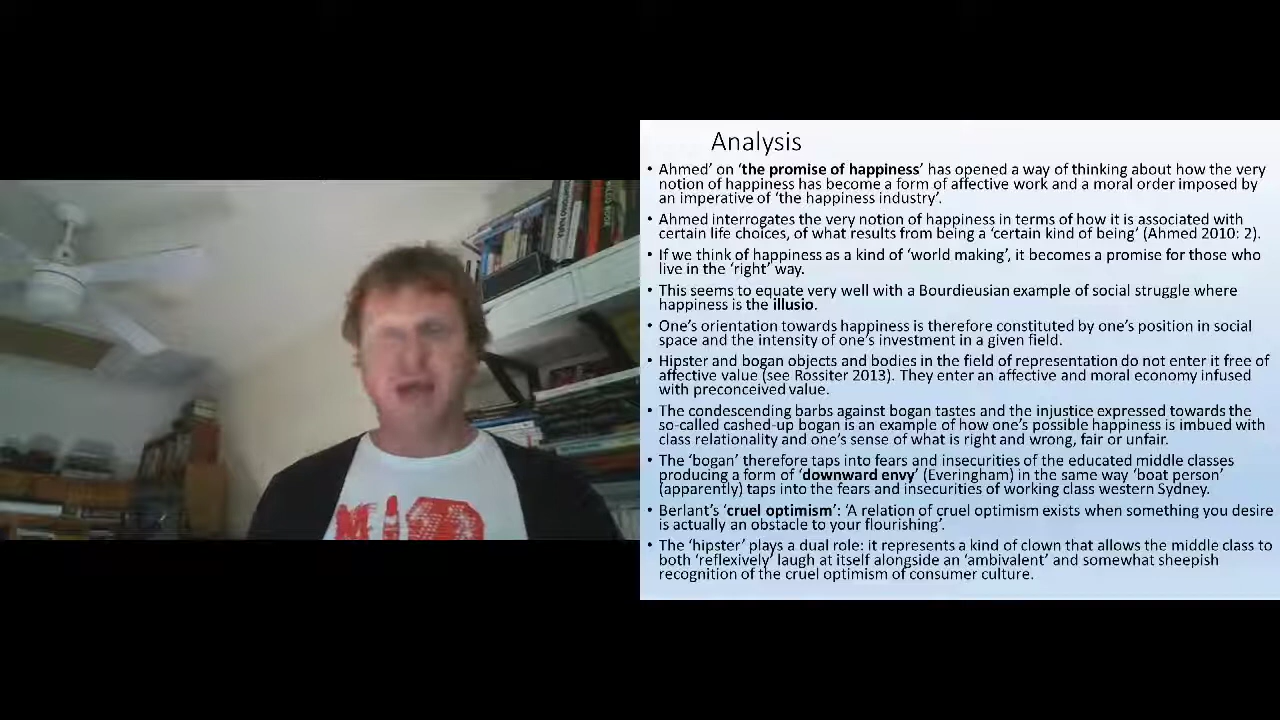 Analysis
• Ahmed' on 'the promise of happiness' has opened a way of thinking about how the very
notion of happiness has become a form of affective work and a moral order imposed by
an imperative of 'the happiness industry'.
• Ahmed interrogates the very notion of happiness in terms of how it is associated with
certain life choices, of what results from being a 'certain kind of being' (Ahmed 2010: 2).
• If we think of happiness as a kind of 'world making', it becomes a promise for those who
live in the 'right' way.
• This seems to equate very well with a Bourdieusian example of social struggle where
happiness is the illusio.
• One's orientation towards happiness is therefore constituted by one's position in social
space and the intensity of one's investment in a given field.
• Hipster and bogan objects and bodies in the field of representation do not enter it free of
affective value (see Rossiter 2013). They enter an affective and moral economy infused
with preconceived value.
• The condescending barbs against bogan tastes and the injustice expressed towards the
so-called cashed-up bogan is an example of how one's possible happiness is imbued with
class relationality and one's sense of what is right and wrong, fair or unfair.
• The 'bogan' therefore taps into fears and insecurities of the educated middle classes
producing a form of 'downward envy' (Everingham) in the same way 'boat person'
(apparently) taps into the fears and insecurities of working class western Sydney.
• Berlant's 'cruel optimism': 'A relation of cruel optimism exists when something you desire
is actually an obstacle to your flourishing'.
• The 'hipster' plays a dual role: it represents a kind of clown that allows the middle class to
both 'reflexively' laugh at itself alongside an 'ambivalent' and somewhat sheepish
recognition of the cruel optimism of consumer culture.